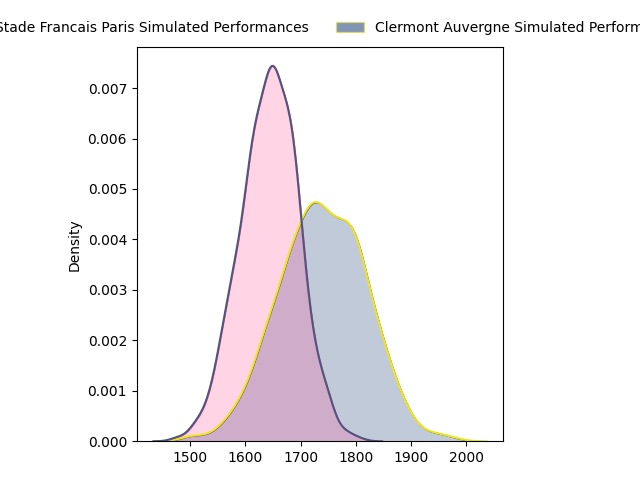 Stade Francais Paris Simulated Performances
Clermont Auvergne Simulated Perform
Density
0.007
0.006
0.005
0.004
0.003
0.002
0.001
0.000
1500 1600 1700 1800 1900 2000